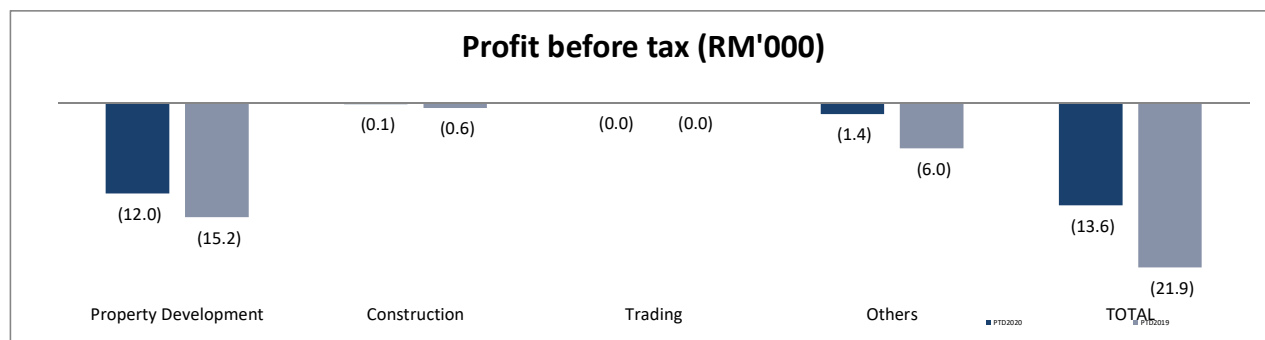 Profit before tax (RM'000)
(0.1) (0.6) (0.0) (0.0) (1.4) (6.0)
(12.0) (15.2) (13.6) (21.9)
Property Development Construction Trading Others TOTAL
PTD2020 PTD2019